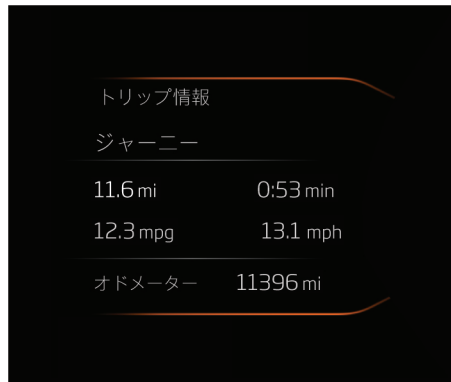 トリップ情報
ジャーニー
11.6 mi 0:53 min
12.3 mpg 13.1 mph
オドメーター 11396 mi